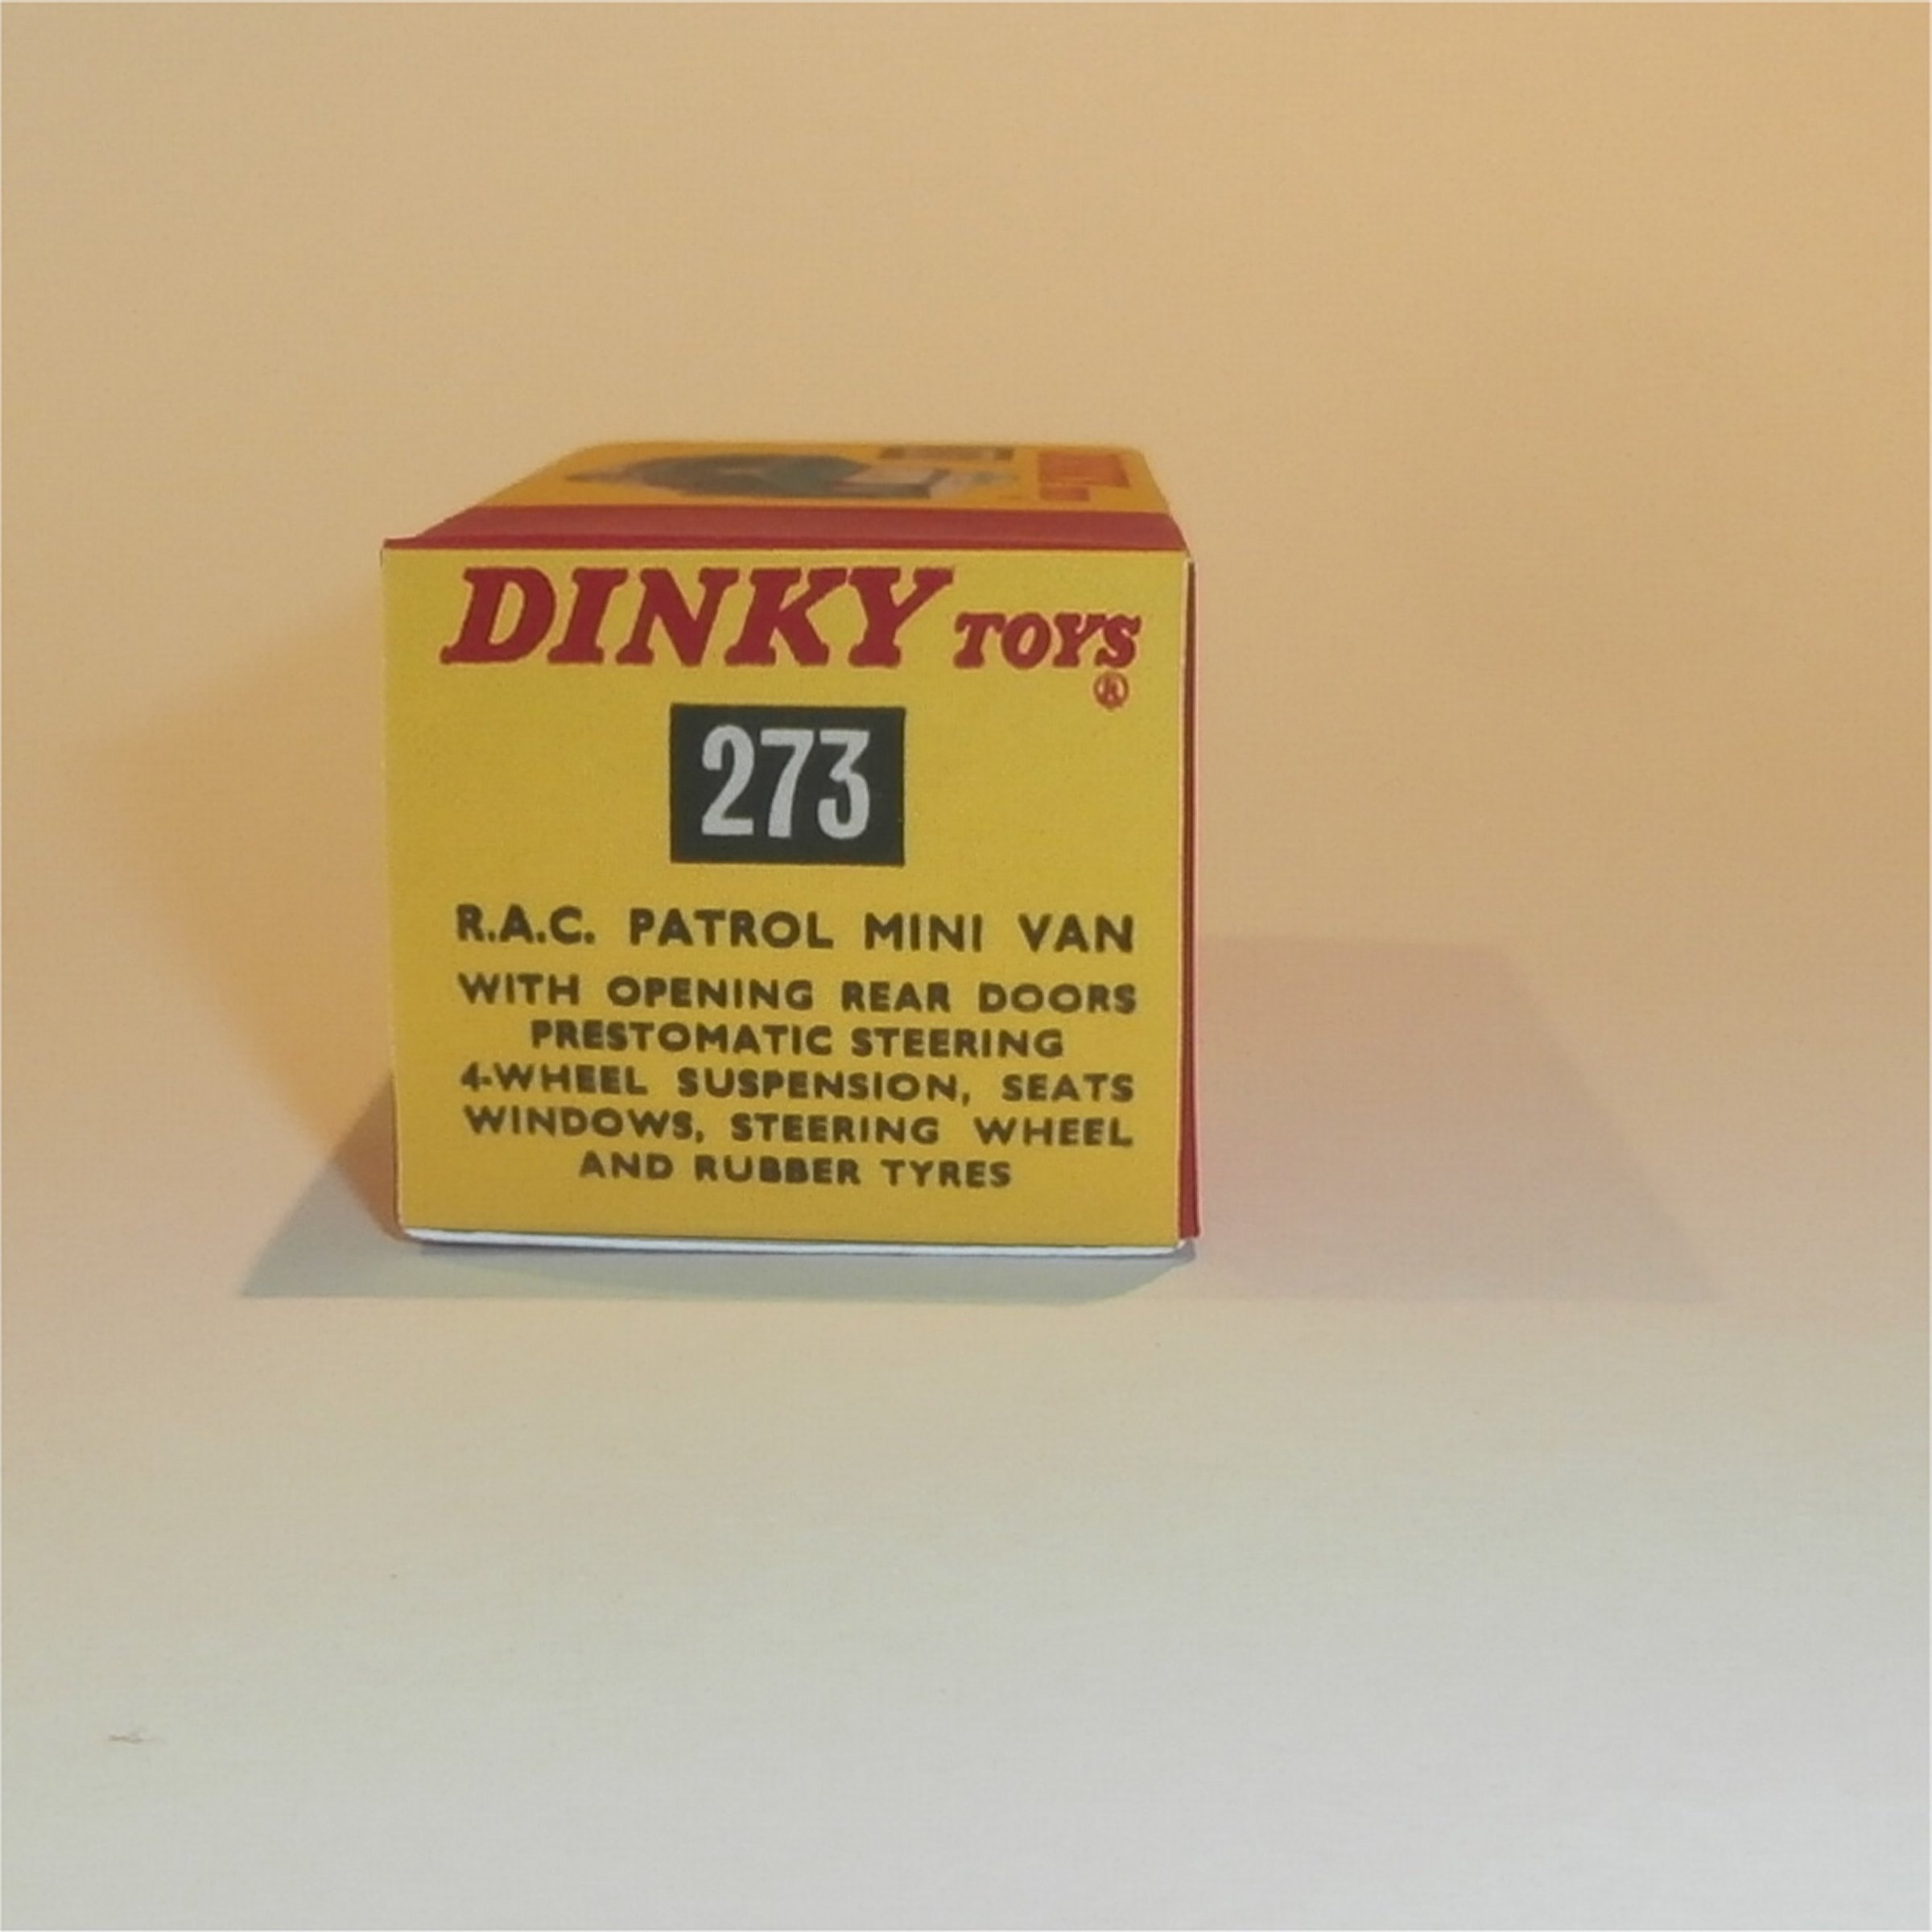 DINKY TOYS
®
273
R.A.C. PATROL MINI VAN
WITH OPENING REAR DOORS
PRESTOMATIC STEERING
4-WHEEL SUSPENSION, SEATS
WINDOWS, STEERING WHEEL
AND RUBBER TYRES